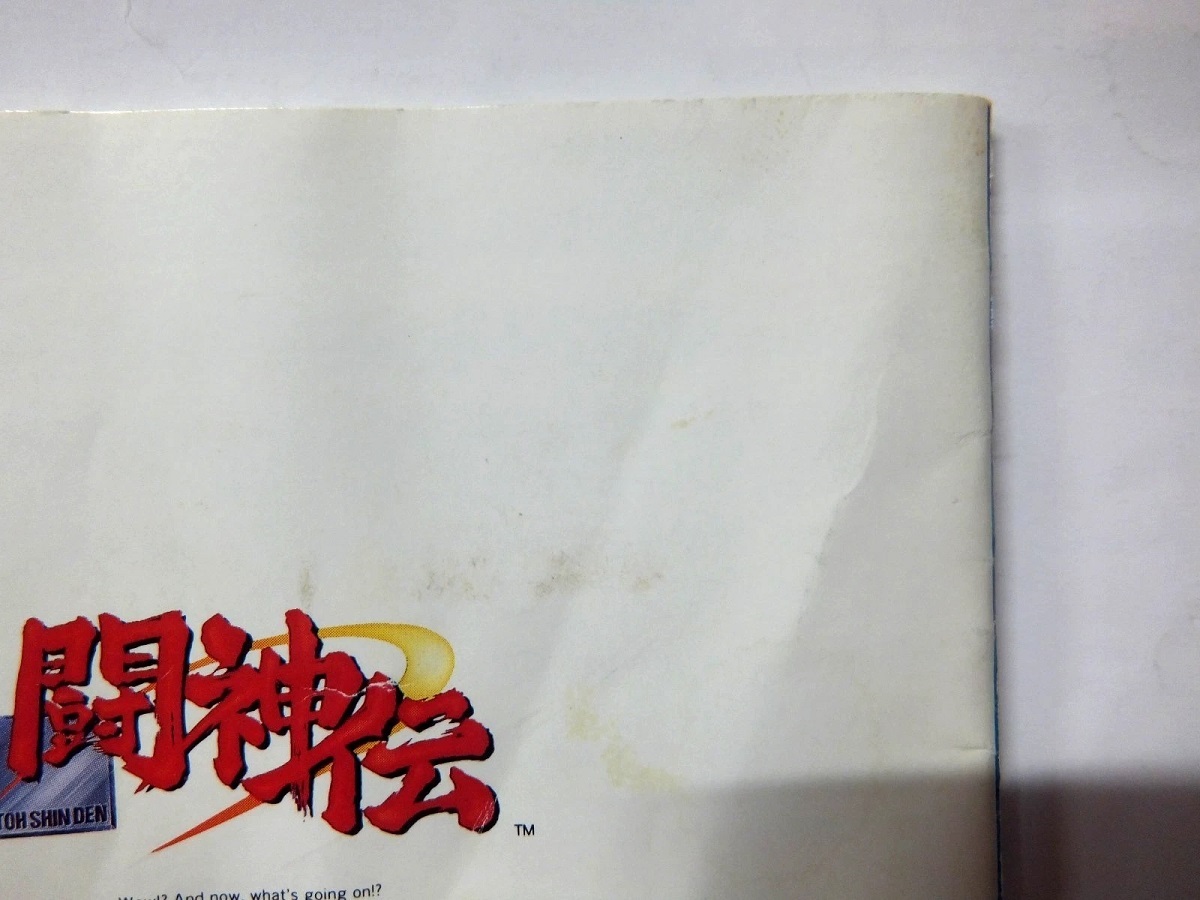 闘神伝
TOH SHIN DEN
TM
And now, what's going on!?